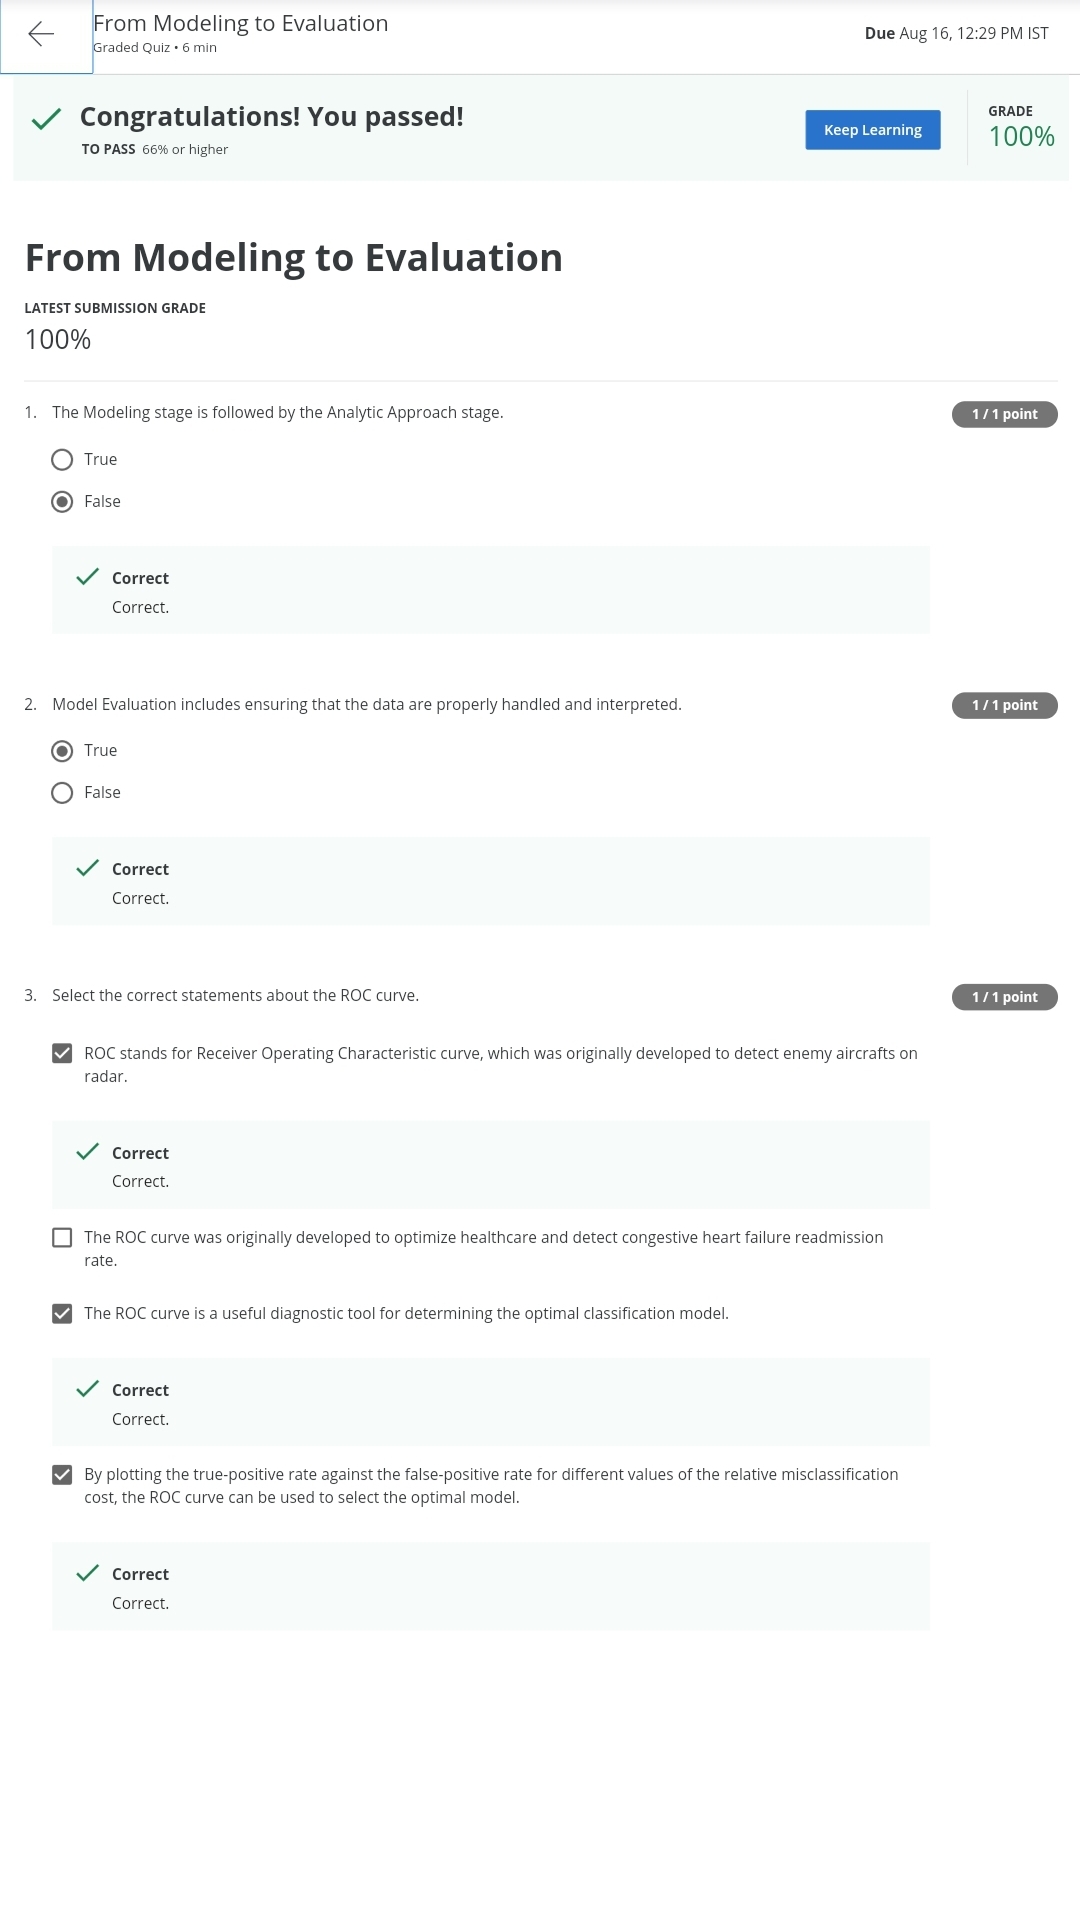 From Modeling to Evaluation
Graded Quiz • 6 min
Due Aug 16, 12:29 PM IST
Congratulations! You passed!
TO PASS 66% or higher
Keep Learning
GRADE
100%
From Modeling to Evaluation
LATEST SUBMISSION GRADE
100%
1. The Modeling stage is followed by the Analytic Approach stage.
1 / 1 point
True
False
Correct
Correct.
2. Model Evaluation includes ensuring that the data are properly handled and interpreted.
1 / 1 point
True
False
Correct
Correct.
3. Select the correct statements about the ROC curve.
1 / 1 point
ROC stands for Receiver Operating Characteristic curve, which was originally developed to detect enemy aircrafts on
radar.
Correct
Correct.
The ROC curve was originally developed to optimize healthcare and detect congestive heart failure readmission
rate.
The ROC curve is a useful diagnostic tool for determining the optimal classification model.
Correct
Correct.
By plotting the true-positive rate against the false-positive rate for different values of the relative misclassification
cost, the ROC curve can be used to select the optimal model.
Correct
Correct.